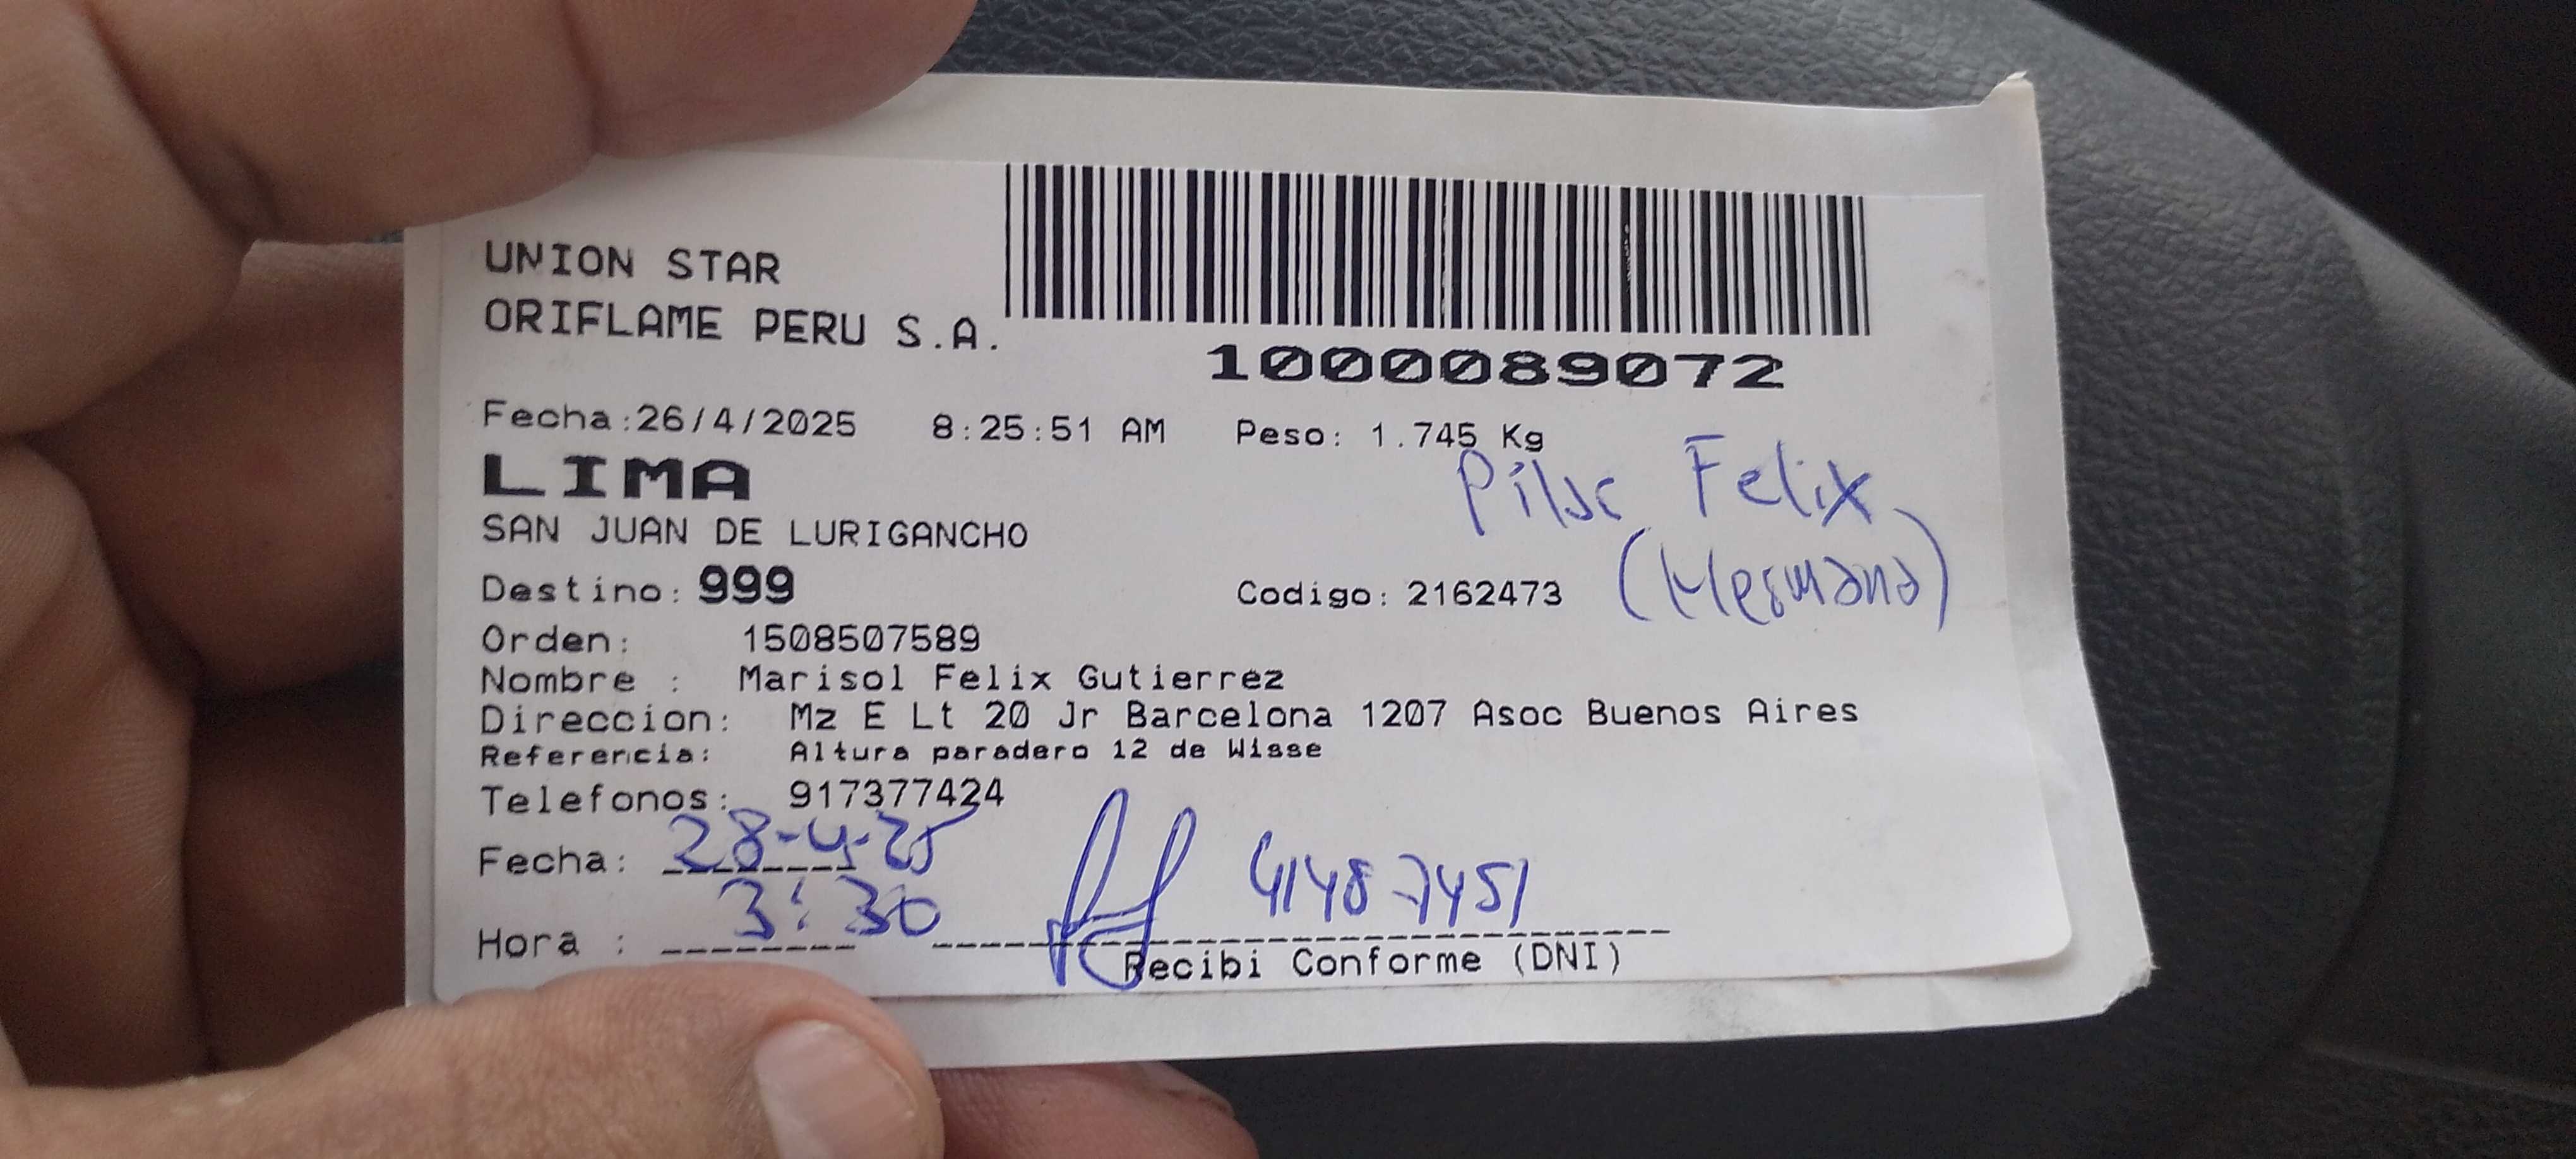 UNION STAR
ORIFLAME PERU S.A.
1000089072
Fecha:26/4/2025 8:25:51 AM Peso: 1.745 Kg
LIMA
Pilar Felix
SAN JUAN DE LURIGANCHO
(Hermana)
Destino: 999 Codigo: 2162473
Orden: 1508507589
Nombre : Marisol Felix Gutierrez
Direccion: Mz E Lt 20 Jr Barcelona 1207 Asoc Buenos Aires
Referencia: Altura paradero 12 de Wisse
Telefonos: 917377424
Fecha: 28-4-25
Hora : 3:30 41487451
Recibi Conforme (DNI)